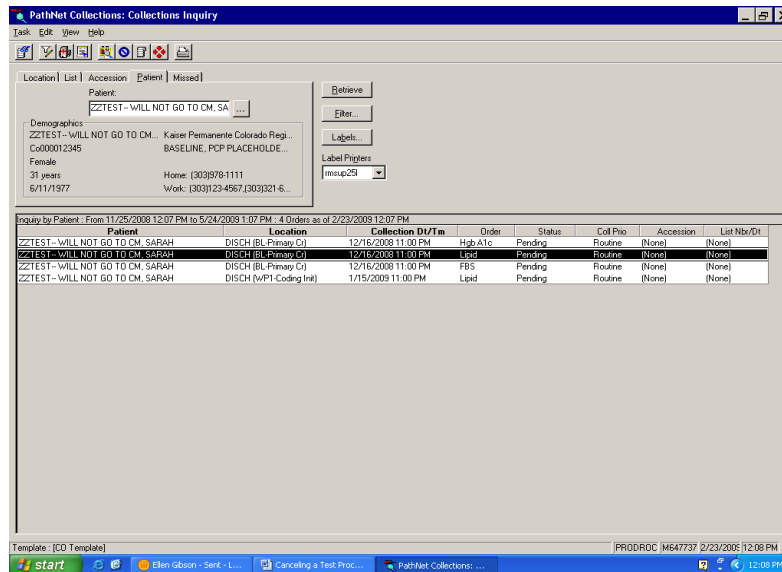 PathNet Collections: Collections Inquiry
Task Edit View Help
Location List Accession Patient Missed
Patient:
ZZTEST-- WILL NOT GO TO CM, SA ...
Retrieve
Filter...
Labels...
Label Printers
rmsup25l
Demographics
ZZTEST-- WILL NOT GO TO CM... Kaiser Permanente Colorado Regi...
Co000012345 BASELINE, PCP PLACEHOLDE...
Female
31 years Home: (303)978-1111
6/11/1977 Work: (303)123-4567,(303)321-6...
Inquiry by Patient : From 11/25/2008 12:07 PM to 5/24/2009 1:07 PM : 4 Orders as of 2/23/2009 12:07 PM
Patient Location Collection Dt/Tm Order Status Coll Prio Accession List Nbr/Dt
ZZTEST-- WILL NOT GO TO CM, SARAH DISCH (BL-Primary Cr) 12/16/2008 11:00 PM Hgb A1c Pending Routine (None) (None)
ZZTEST-- WILL NOT GO TO CM, SARAH DISCH (BL-Primary Cr) 12/16/2008 11:00 PM Lipid Pending Routine (None) (None)
ZZTEST-- WILL NOT GO TO CM, SARAH DISCH (BL-Primary Cr) 12/16/2008 11:00 PM FBS Pending Routine (None) (None)
ZZTEST-- WILL NOT GO TO CM, SARAH DISCH (WP1-Coding Init) 1/15/2009 11:00 PM Lipid Pending Routine (None) (None)
Template : [CO Template] PRODROC M647737 2/23/2009 12:08 PM
start Ellen Gibson - Sent - L... Canceling a Test Proc... PathNet Collections: ... 12:08 PM